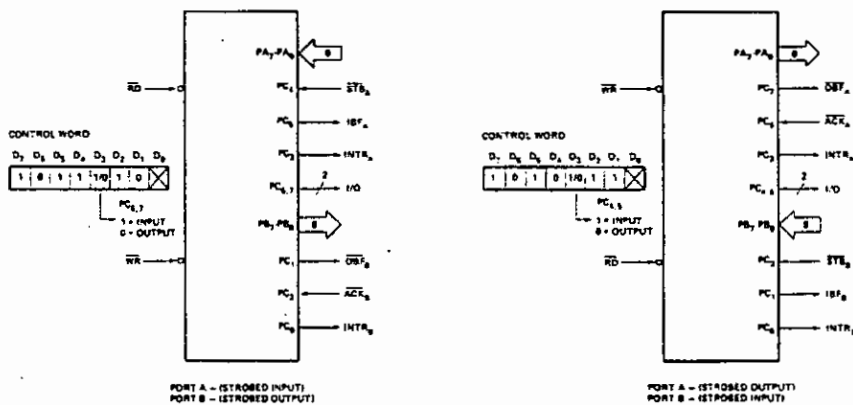 PA7-PA0 8
RD PC4 STBA
PC5 IBFA
CONTROL WORD
PC3 INTRA
D7 D6 D5 D4 D3 D2 D1 D0
1 0 1 1 1/0 1 0
PC6,7 2 I/O
PC6,7
1 = INPUT
0 = OUTPUT
PB7-PB0 8
WR PC1 OBFB
PC2 ACKB
PC0 INTRB
PORT A – (STROBED INPUT)
PORT B – (STROBED OUTPUT)
PA7-PA0 8
WR PC7 OBFA
PC6 ACKA
CONTROL WORD
PC3 INTRA
D7 D6 D5 D4 D3 D2 D1 D0
1 0 1 0 1/0 1 1
PC4,5 2 I/O
PC4,5
1 = INPUT
0 = OUTPUT
PB7-PB0 8
RD PC2 STBB
PC1 IBFB
PC0 INTRB
PORT A – (STROBED OUTPUT)
PORT B – (STROBED INPUT)